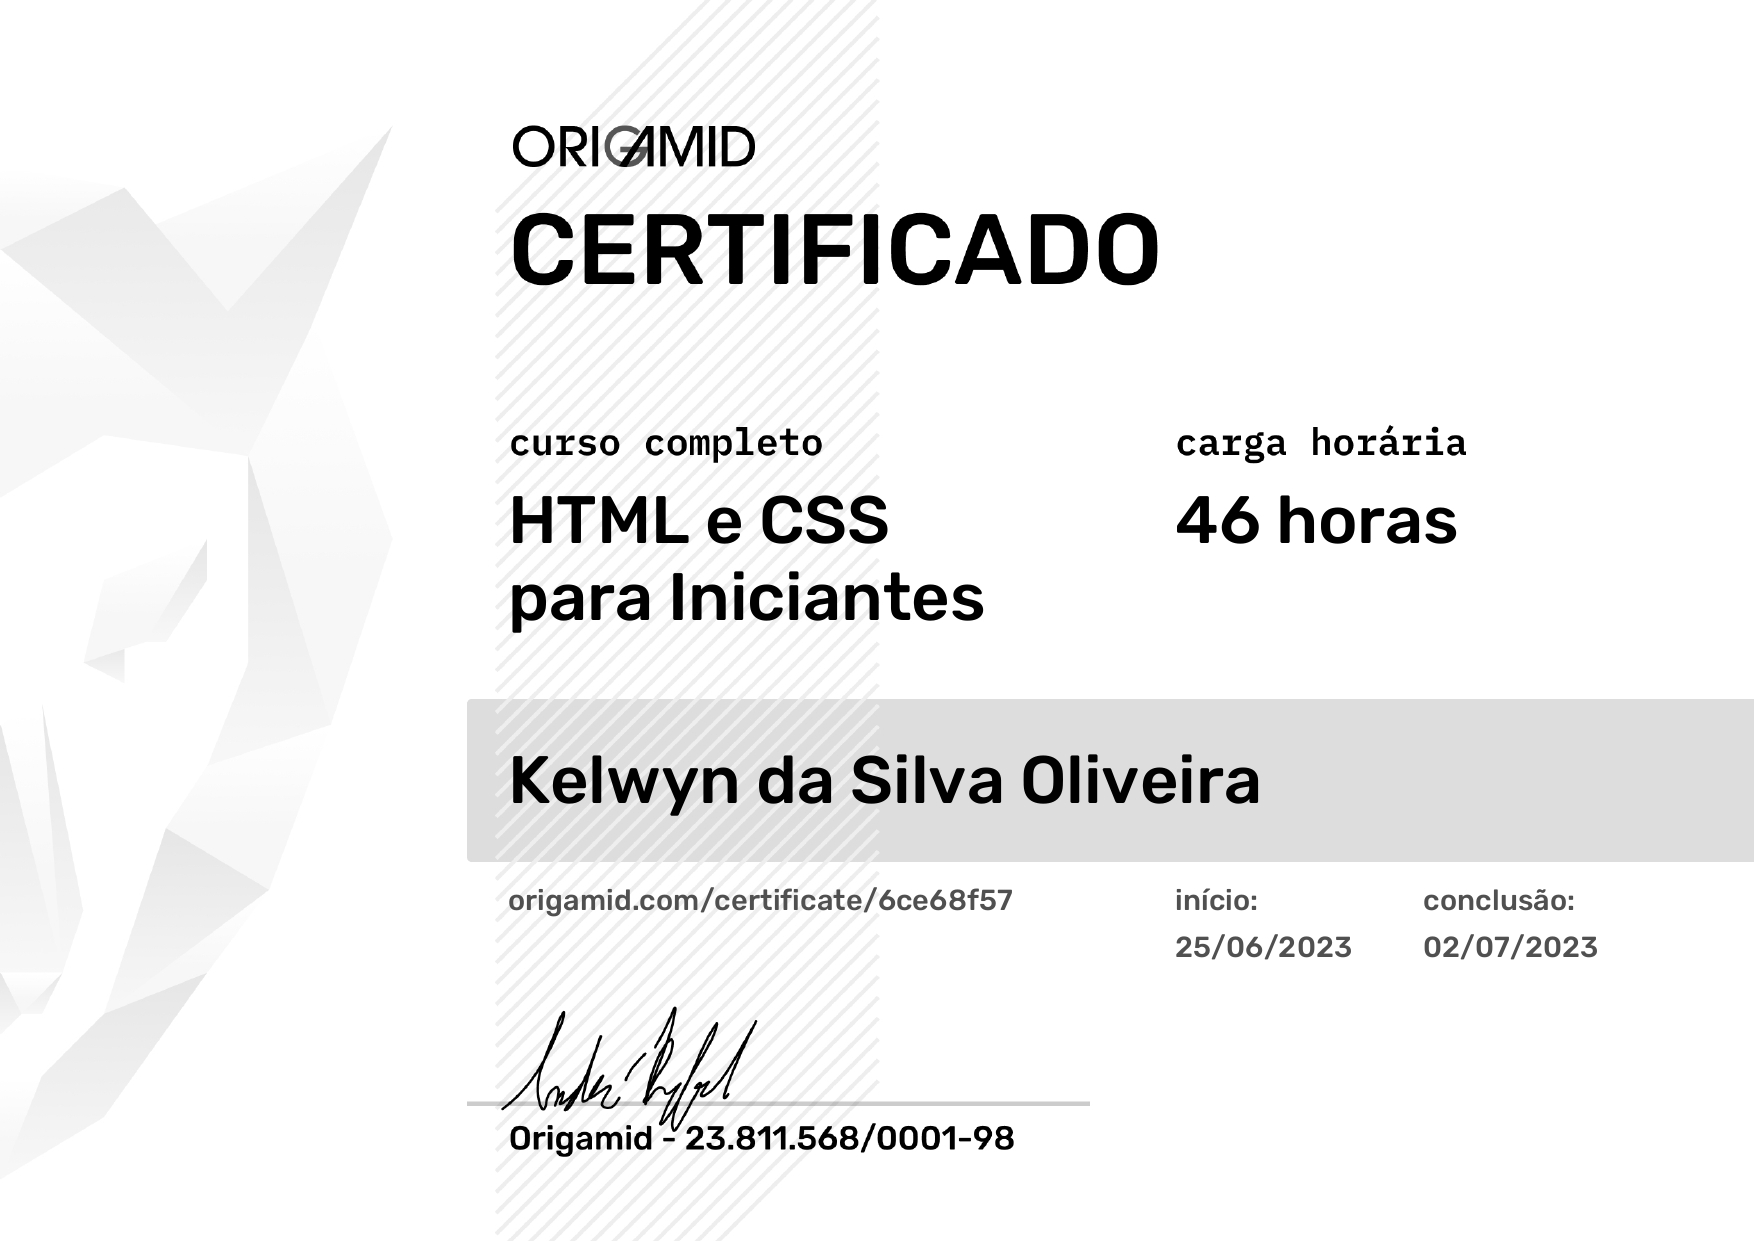 ORIGAMID
CERTIFICADO
curso completo
HTML e CSS
para Iniciantes
carga horária
46 horas
Kelwyn da Silva Oliveira
origamid.com/certificate/6ce68f57
início:
25/06/2023
conclusão:
02/07/2023
Origamid - 23.811.568/0001-98